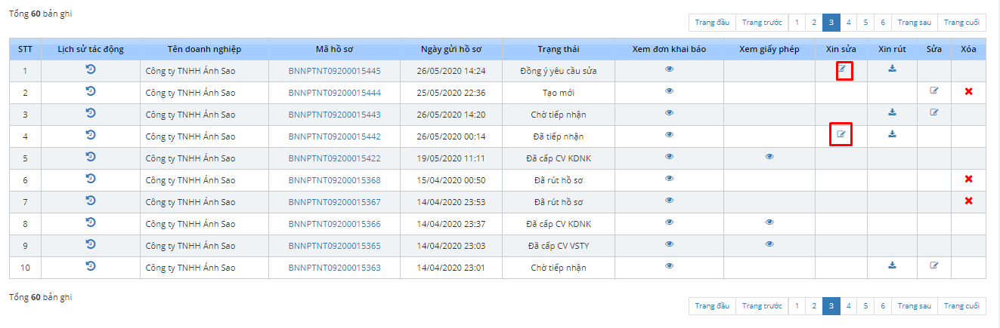 Tổng 60 bản ghi
Trang đầu Trang trước 1 2 3 4 5 6 Trang sau Trang cuối
STT Lịch sử tác động Tên doanh nghiệp Mã hồ sơ Ngày gửi hồ sơ Trạng thái Xem đơn khai báo Xem giấy phép Xin sửa Xin rút Sửa Xóa
1 Công ty TNHH Ánh Sao BNNPTNT09200015445 26/05/2020 14:24 Đồng ý yêu cầu sửa
2 Công ty TNHH Ánh Sao BNNPTNT09200015444 25/05/2020 22:36 Tạo mới
3 Công ty TNHH Ánh Sao BNNPTNT09200015443 26/05/2020 14:20 Chờ tiếp nhận
4 Công ty TNHH Ánh Sao BNNPTNT09200015442 26/05/2020 00:14 Đã tiếp nhận
5 Công ty TNHH Ánh Sao BNNPTNT09200015422 19/05/2020 11:11 Đã cấp CV KDNK
6 Công ty TNHH Ánh Sao BNNPTNT09200015368 15/04/2020 00:50 Đã rút hồ sơ
7 Công ty TNHH Ánh Sao BNNPTNT09200015367 14/04/2020 23:53 Đã rút hồ sơ
8 Công ty TNHH Ánh Sao BNNPTNT09200015366 14/04/2020 23:37 Đã cấp CV KDNK
9 Công ty TNHH Ánh Sao BNNPTNT09200015365 14/04/2020 23:03 Đã cấp CV VSTY
10 Công ty TNHH Ánh Sao BNNPTNT09200015363 14/04/2020 23:01 Chờ tiếp nhận
Tổng 60 bản ghi
Trang đầu Trang trước 1 2 3 4 5 6 Trang sau Trang cuối